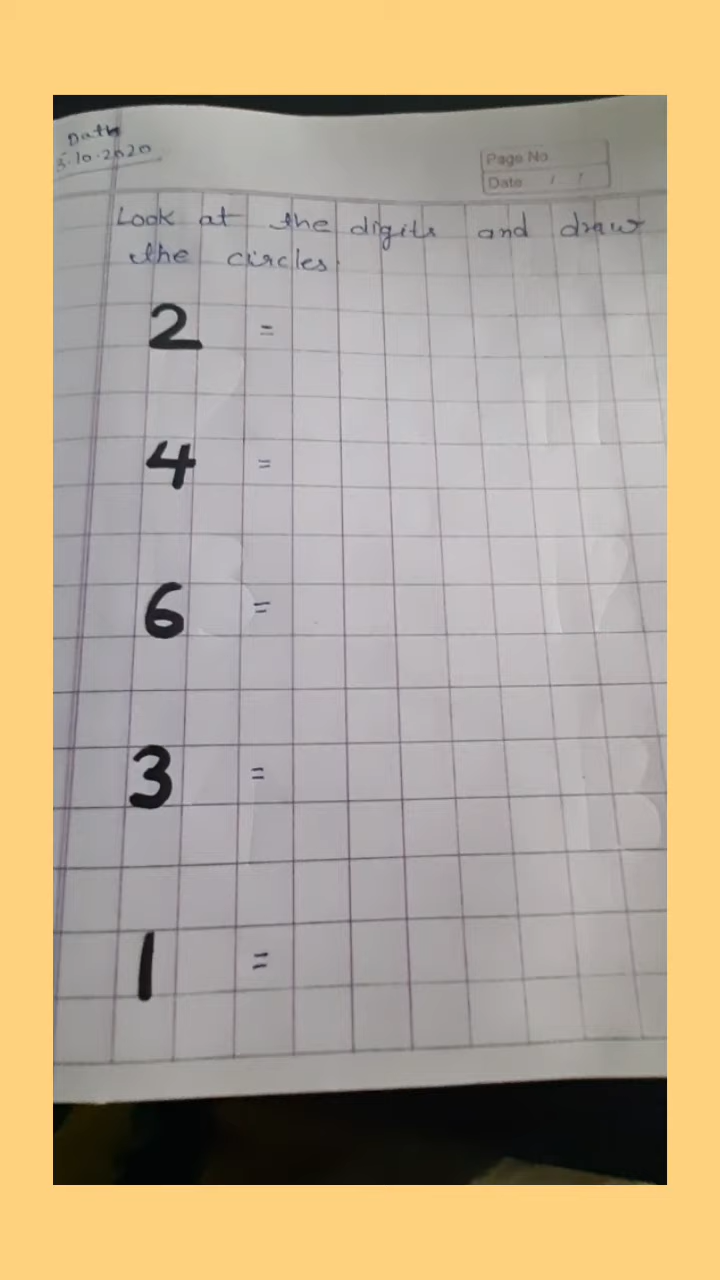 Date
5.10.2020
Page No
Date / /
Look at the digits and draw
the circles.
2 =
4 =
6 =
3 =
1 =